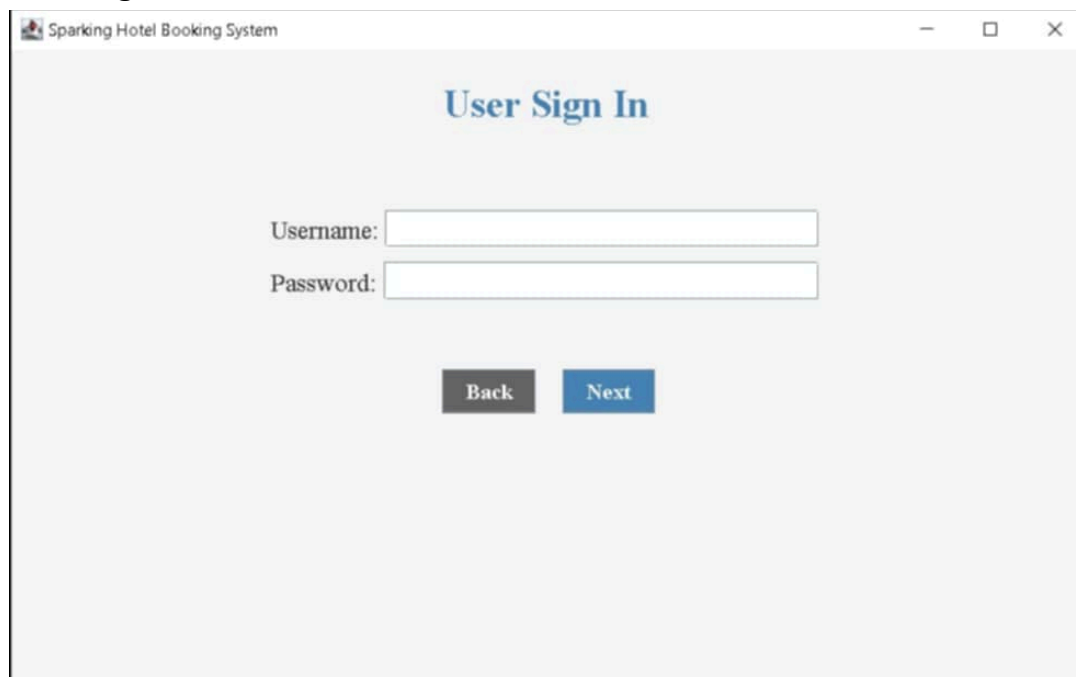 Sparking Hotel Booking System
User Sign In
Username:
Password:
Back Next